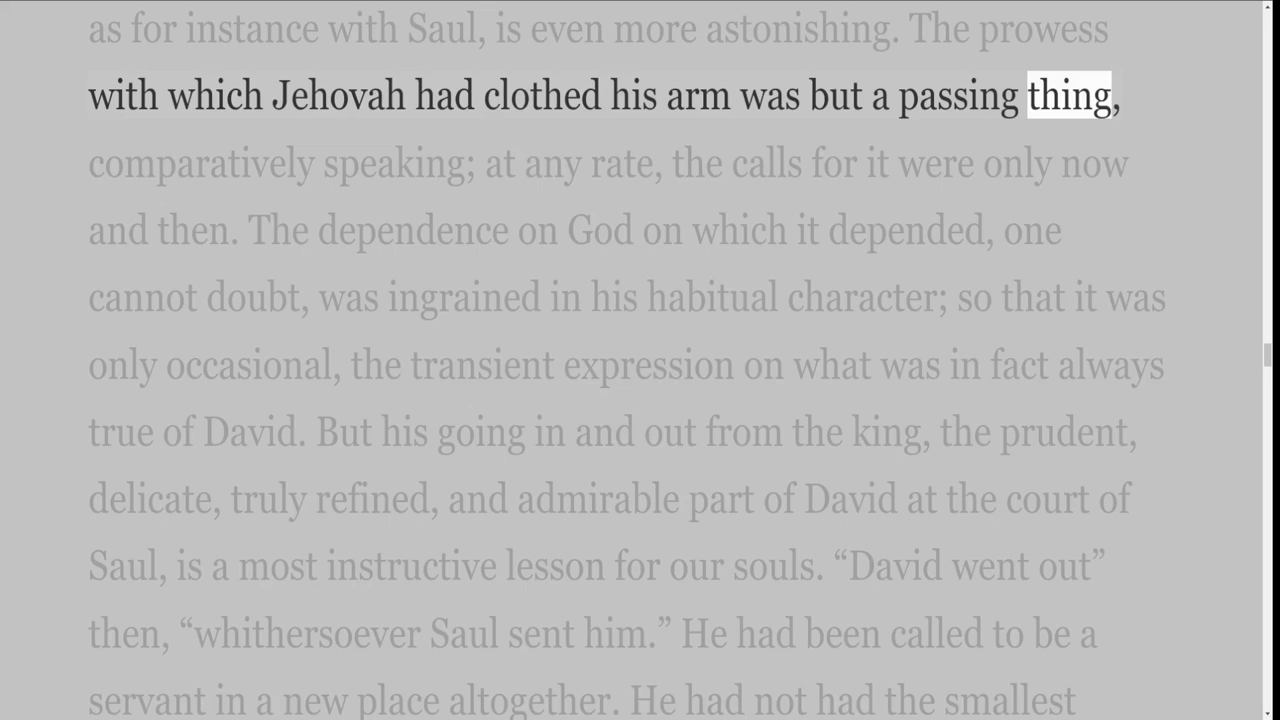 as for instance with Saul, is even more astonishing. The prowess
with which Jehovah had clothed his arm was but a passing thing,
comparatively speaking; at any rate, the calls for it were only now
and then. The dependence on God on which it depended, one
cannot doubt, was ingrained in his habitual character; so that it was
only occasional, the transient expression on what was in fact always
true of David. But his going in and out from the king, the prudent,
delicate, truly refined, and admirable part of David at the court of
Saul, is a most instructive lesson for our souls. “David went out”
then, “whithersoever Saul sent him.” He had been called to be a
servant in a new place altogether. He had not had the smallest